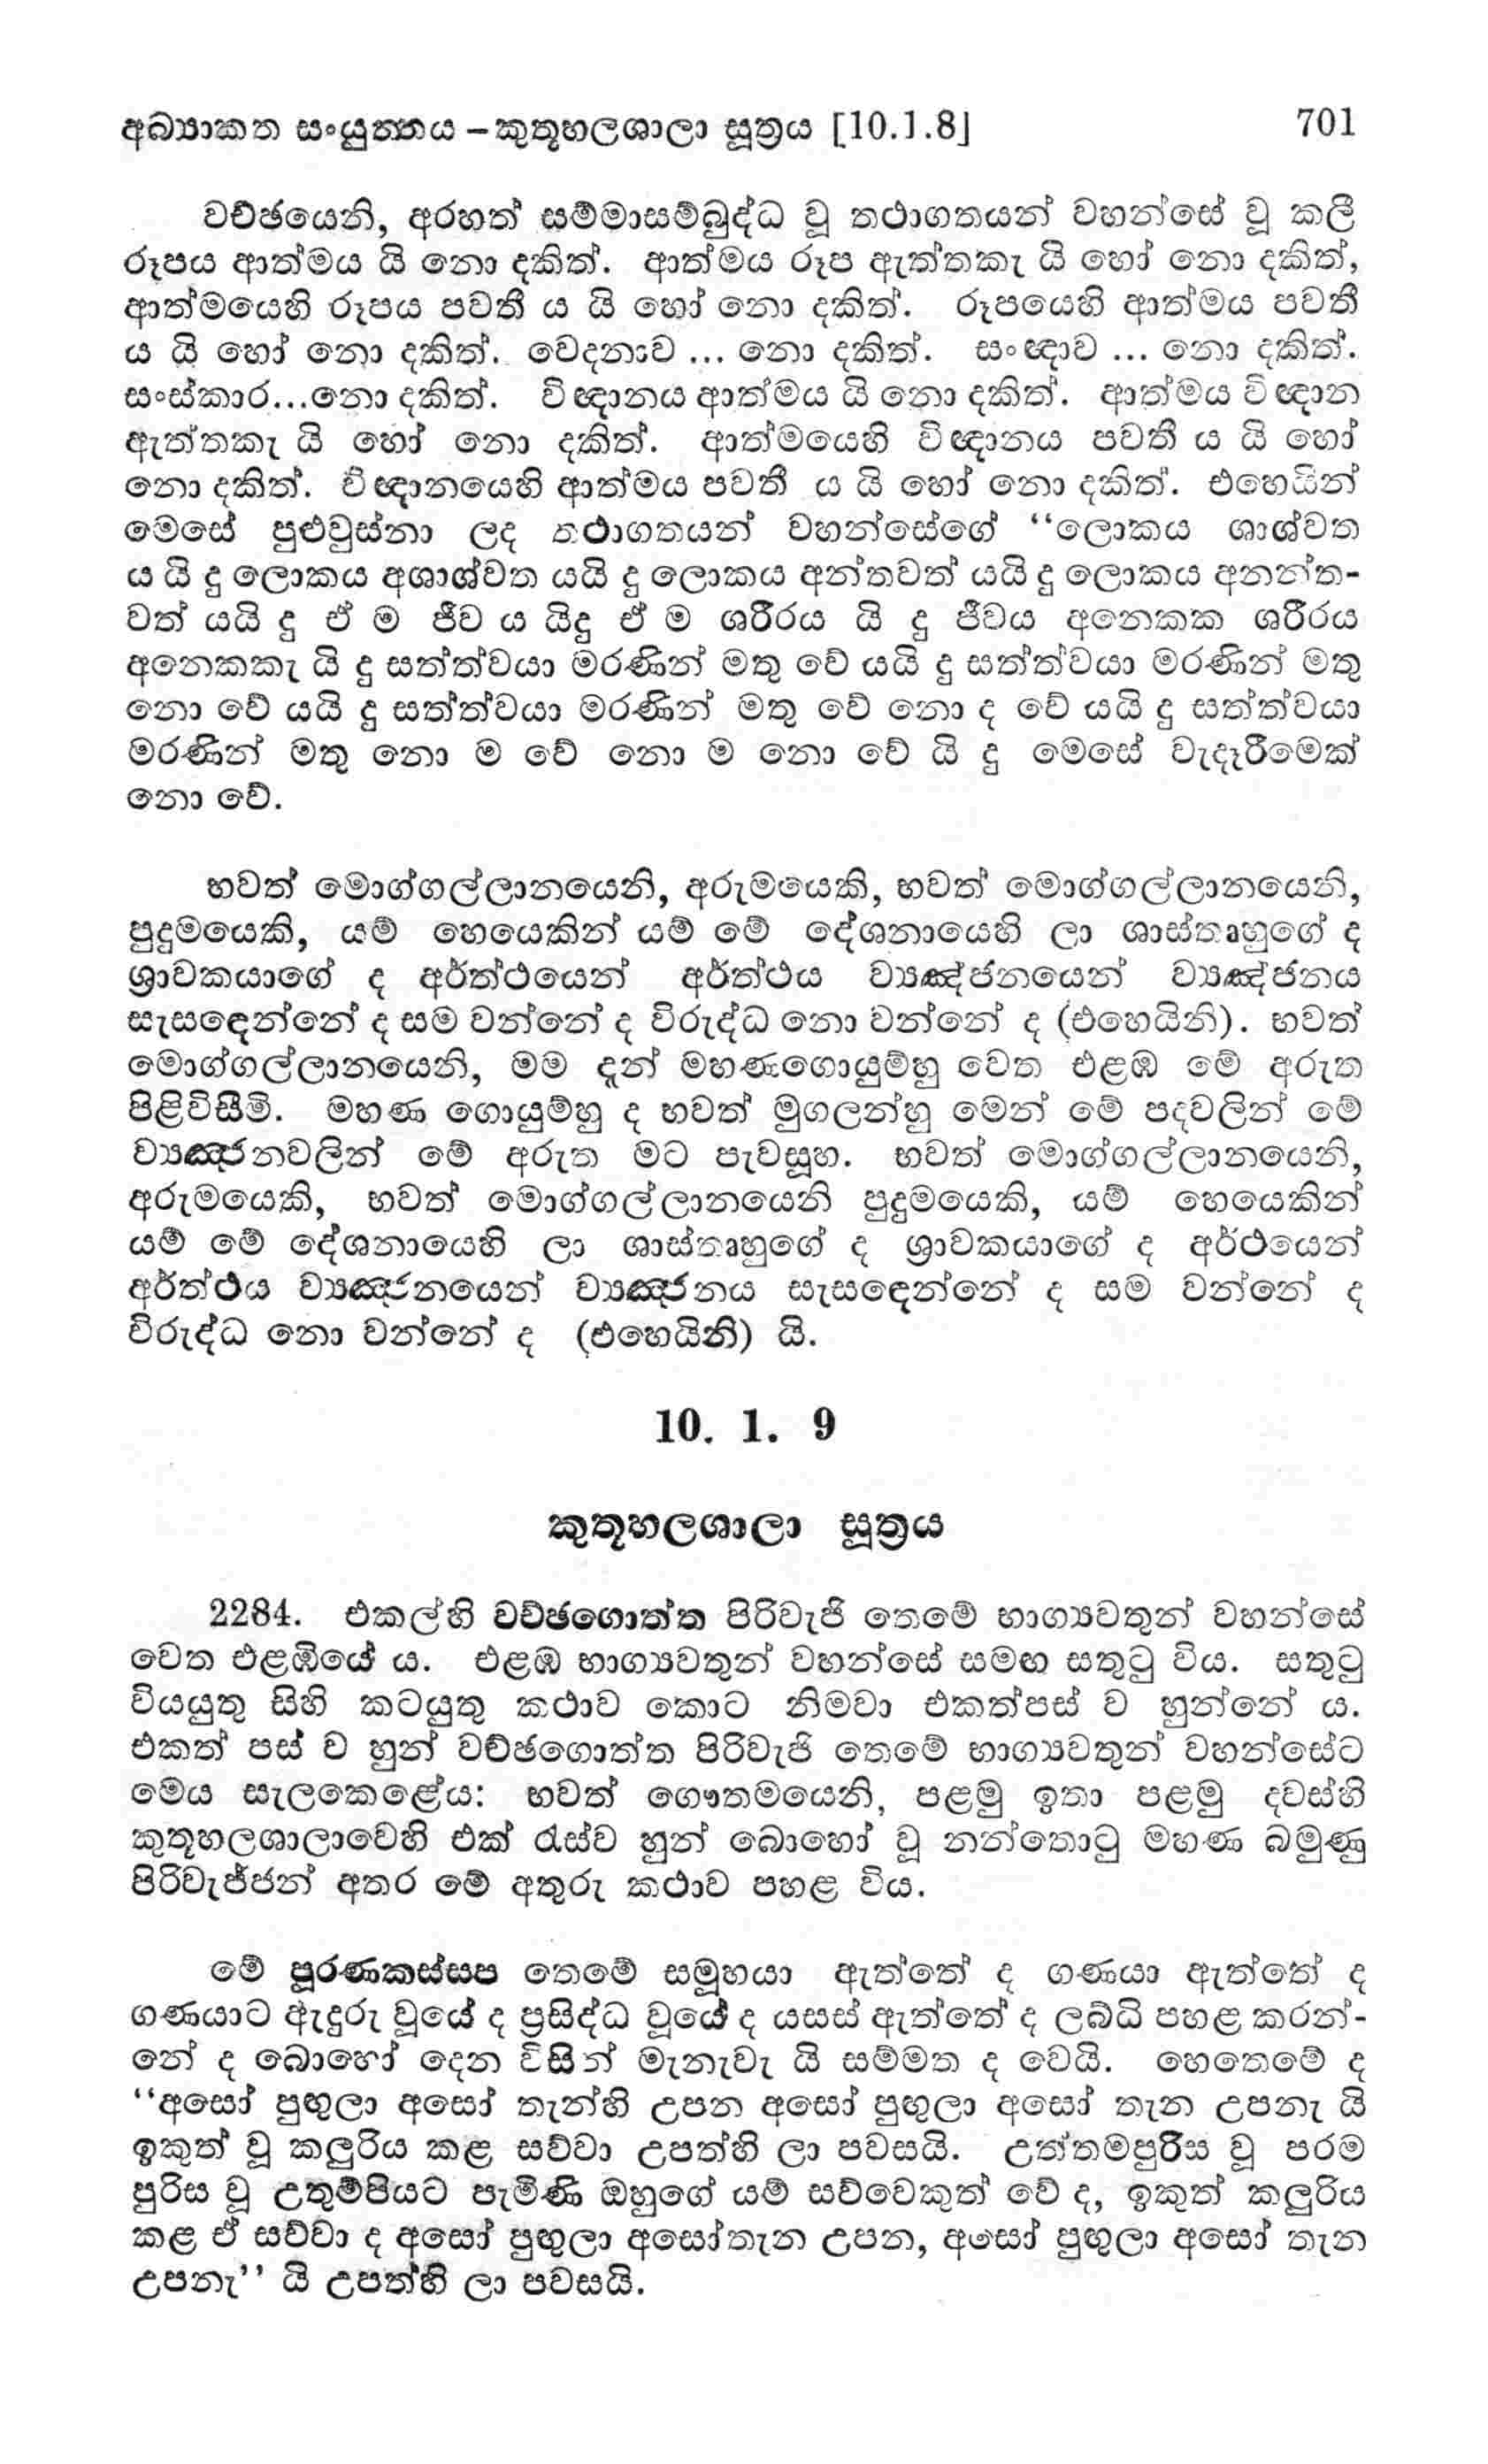 අබ්‍යාකත සංයුත්තය – කුතූහලශාලා සූත්‍රය [10.1.8] 701
වච්ඡයෙනි, අරහත් සම්මාසම්බුද්ධ වූ තථාගතයන් වහන්සේ වූ කලී
රූපය ආත්මය යි නො දකිත්. ආත්මය රූප ඇත්තකැ යි හෝ නො දකිත්,
ආත්මයෙහි රූපය පවතී ය යි හෝ නො දකිත්. රූපයෙහි ආත්මය පවතී
ය යි හෝ නො දකිත්. වෙදනාව ... නො දකිත්. සංඥාව ... නො දකිත්.
සංස්කාර...නො දකිත්. විඥානය ආත්මය යි නො දකිත්. ආත්මය විඥාන
ඇත්තකැ යි හෝ නො දකිත්. ආත්මයෙහි විඥානය පවතී ය යි හෝ
නො දකිත්. විඥානයෙහි ආත්මය පවතී ය යි හෝ නො දකිත්. එහෙයින්
මෙසේ පුළුවුස්නා ලද තථාගතයන් වහන්සේගේ “ලොකය ශාශ්වත
ය යි දු ලොකය අශාශ්වත යයි දු ලොකය අන්තවත් යයි දු ලොකය අනන්ත-
වත් යයි දු ඒ ම ජීව ය යිදු ඒ ම ශරීරය යි දු ජීවය අනෙකක ශරීරය
අනෙකකැ යි දු සත්ත්වයා මරණින් මතු වේ යයි දු සත්ත්වයා මරණින් මතු
නො වේ යයි දු සත්ත්වයා මරණින් මතු වේ නො ද වේ යයි දු සත්ත්වයා
මරණින් මතු නො ම වේ නො ම නො වේ යි දු මෙසේ වැදෑරීමෙක්
නො වේ.
භවත් මොග්ගල්ලානයෙනි, අරුමයෙකි, භවත් මොග්ගල්ලානයෙනි,
පුදුමයෙකි, යම් හෙයෙකින් යම් මේ දේශනායෙහි ලා ශාස්තෘහුගේ ද
ශ්‍රාවකයාගේ ද අර්ත්ථයෙන් අර්ත්ථය ව්‍යඤ්ජනයෙන් ව්‍යඤ්ජනය
සැසඳෙන්නේ ද සම වන්නේ ද විරුද්ධ නො වන්නේ ද (එහෙයිනි). භවත්
මොග්ගල්ලානයෙනි, මම දැන් මහණගොයුම්හු වෙත එළඹ මේ අරුත
පිළිවිසීමි. මහණ ගොයුම්හු ද භවත් මුගලන්හු මෙන් මේ පදවලින් මේ
ව්‍යඤ්ජනවලින් මේ අරුත මට පැවසූහ. භවත් මොග්ගල්ලානයෙනි,
අරුමයෙකි, භවත් මොග්ගල්ලානයෙනි පුදුමයෙකි, යම් හෙයෙකින්
යම් මේ දේශනායෙහි ලා ශාස්තෘහුගේ ද ශ්‍රාවකයාගේ ද අර්ථයෙන්
අර්ත්ථය ව්‍යඤ්ජනයෙන් ව්‍යඤ්ජනය සැසඳෙන්නේ ද සම වන්නේ ද
විරුද්ධ නො වන්නේ ද (එහෙයිනි) යි.
10. 1. 9
කුතූහලශාලා සූත්‍රය
2284. එකල්හි වච්ඡගොත්ත පිරිවැජි තෙමේ භාග්‍යවතුන් වහන්සේ
වෙත එළඹියේ ය. එළඹ භාග්‍යවතුන් වහන්සේ සමඟ සතුටු විය. සතුටු
වියයුතු සිහි කටයුතු කථාව කොට නිමවා එකත්පස් ව හුන්නේ ය.
එකත් පස් ව හුන් වච්ඡගොත්ත පිරිවැජි තෙමේ භාග්‍යවතුන් වහන්සේට
මෙය සැලකෙළේය: භවත් ගෞතමයෙනි, පළමු ඉතා පළමු දවස්හි
කුතූහලශාලාවෙහි එක් රැස්ව හුන් බොහෝ වූ නන්තොටු මහණ බමුණු
පිරිවැජ්ජන් අතර මේ අතුරු කථාව පහළ විය.
මේ පූරණකස්සප තෙමේ සමූහයා ඇත්තේ ද ගණයා ඇත්තේ ද
ගණයාට ඇදුරු වූයේ ද ප්‍රසිද්ධ වූයේ ද යසස් ඇත්තේ ද ලබ්ධි පහළ කරන්-
නේ ද බොහෝ දෙන විසින් මැනැවැ යි සම්මත ද වෙයි. හෙතෙමේ ද
“අසෝ පුඟුලා අසෝ තැන්හි උපන අසෝ පුඟුලා අසෝ තැන උපනැ යි
ඉකුත් වූ කලුරිය කළ සව්වා උපත්හි ලා පවසයි. උත්තමපුරිස වූ පරම
පුරිස වූ උතුම්පියට පැමිණි ඔහුගේ යම් සව්වෙකුත් වේ ද, ඉකුත් කලුරිය
කළ ඒ සව්වා ද අසෝ පුඟුලා අසෝතැන උපන, අසෝ පුඟුලා අසෝ තැන
උපනැ” යි උපත්හි ලා පවසයි.